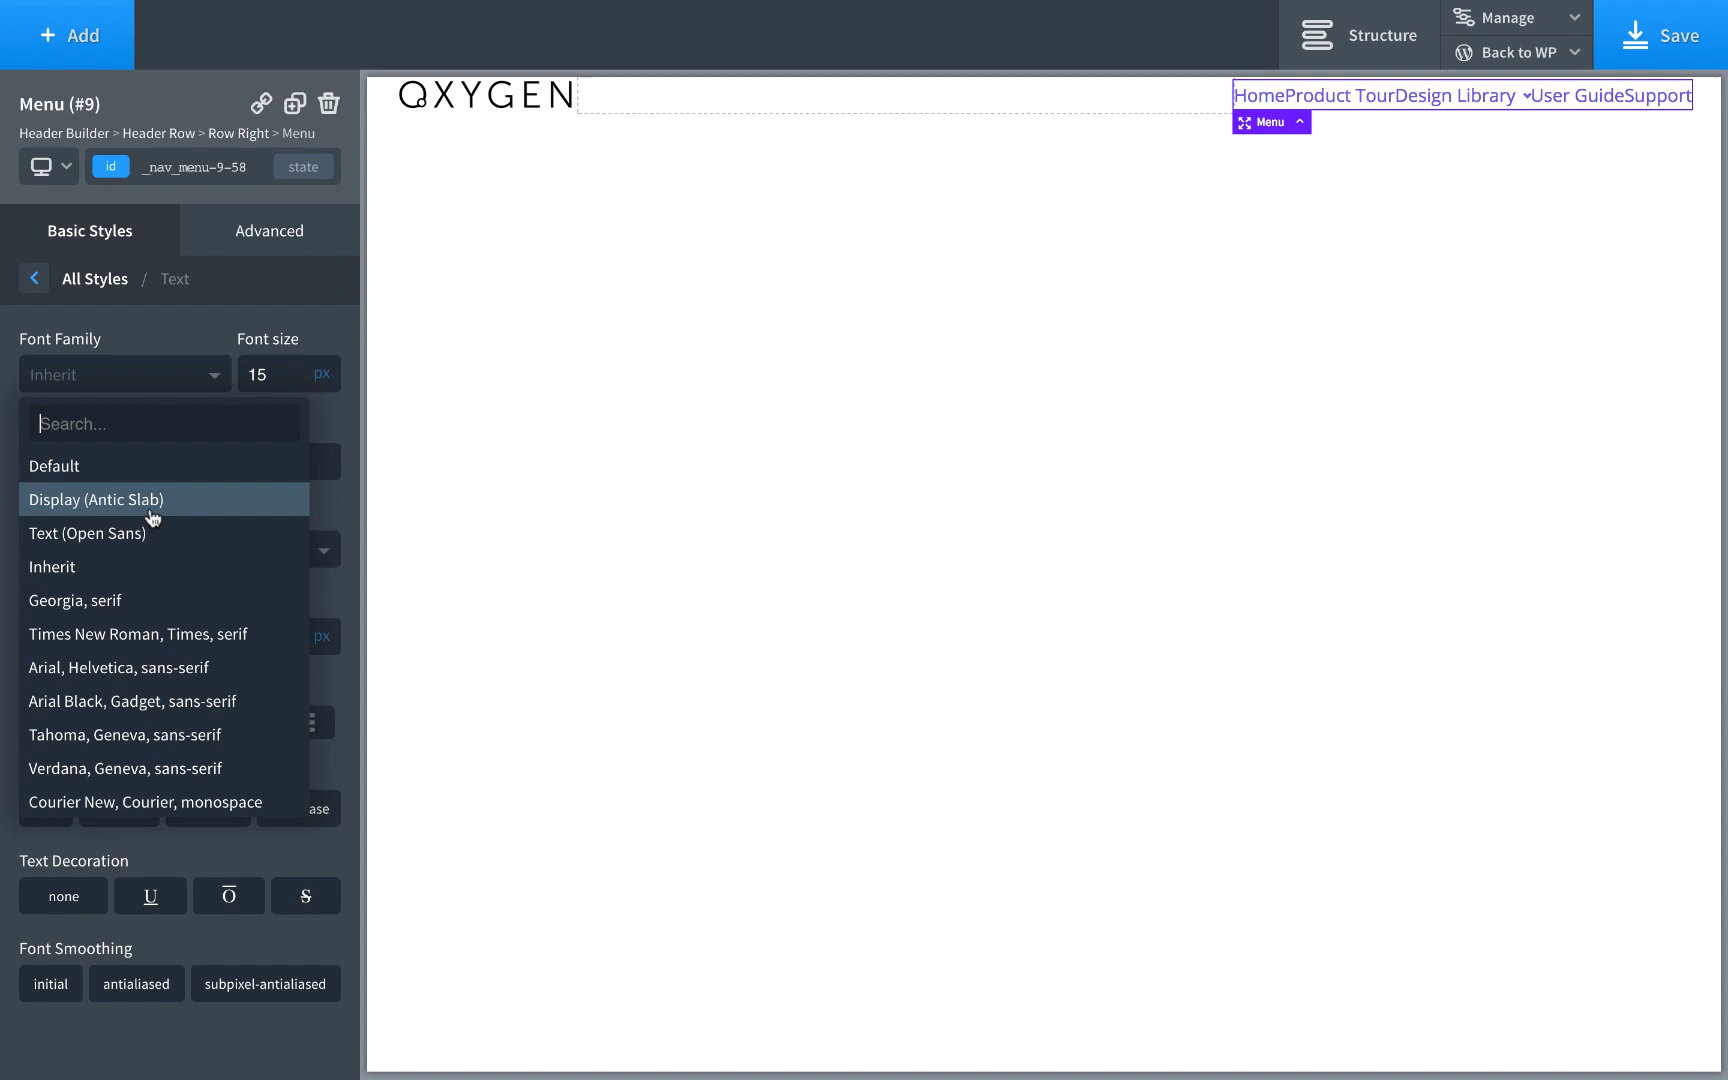 + Add
Structure
Manage
Back to WP
Save
Menu (#9)
Header Builder > Header Row > Row Right > Menu
id _nav_menu-9-58 state
Basic Styles Advanced
All Styles / Text
Font Family Font size
Inherit 15 px
Search...
Default
Display (Antic Slab)
Text (Open Sans)
Inherit
Georgia, serif
Times New Roman, Times, serif
px
Arial, Helvetica, sans-serif
Arial Black, Gadget, sans-serif
Tahoma, Geneva, sans-serif
Verdana, Geneva, sans-serif
Courier New, Courier, monospace
ase
Text Decoration
none U O S
Font Smoothing
initial antialiased subpixel-antialiased
OXYGEN
HomeProduct TourDesign Library User GuideSupport
Menu